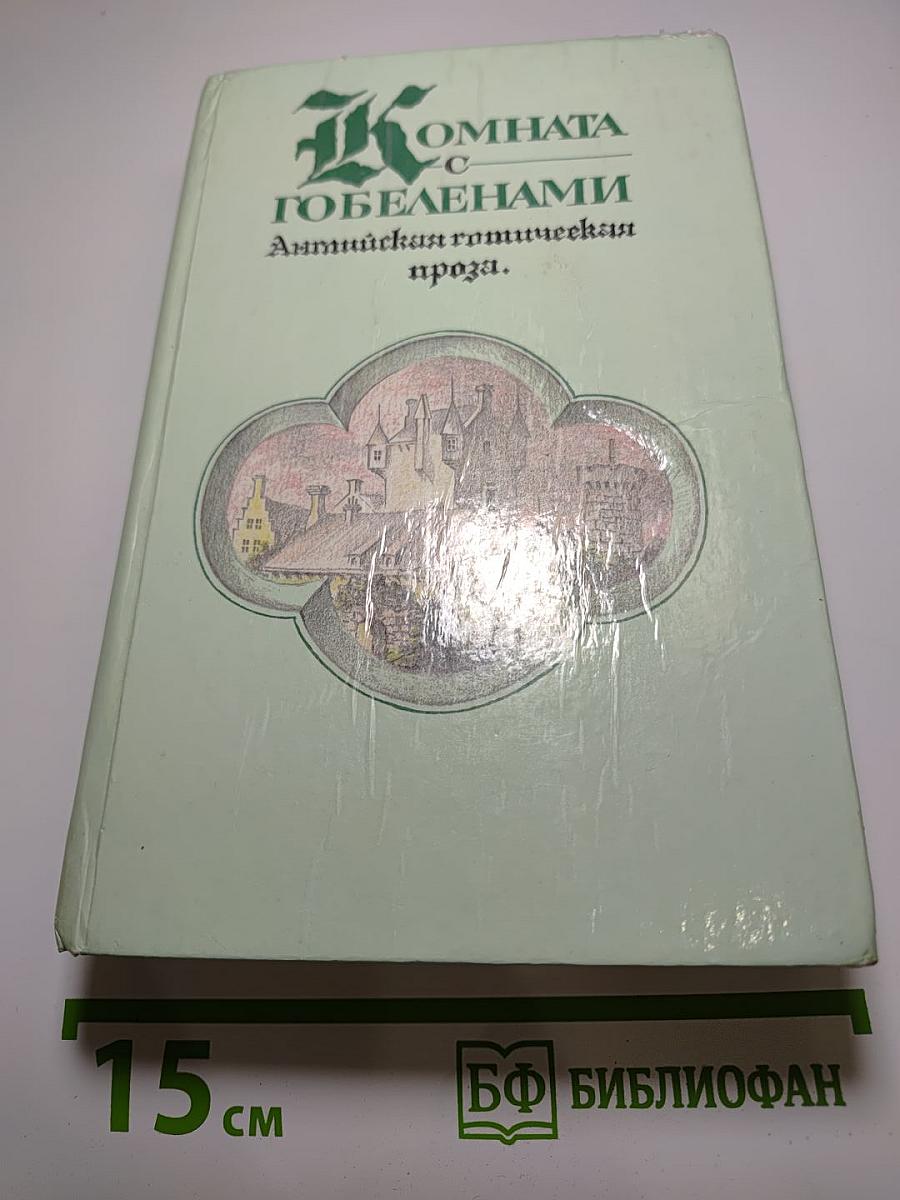 Комната
с
гобеленами
Английская готическая
проза.
15 см
БФ БИБЛИОФАН